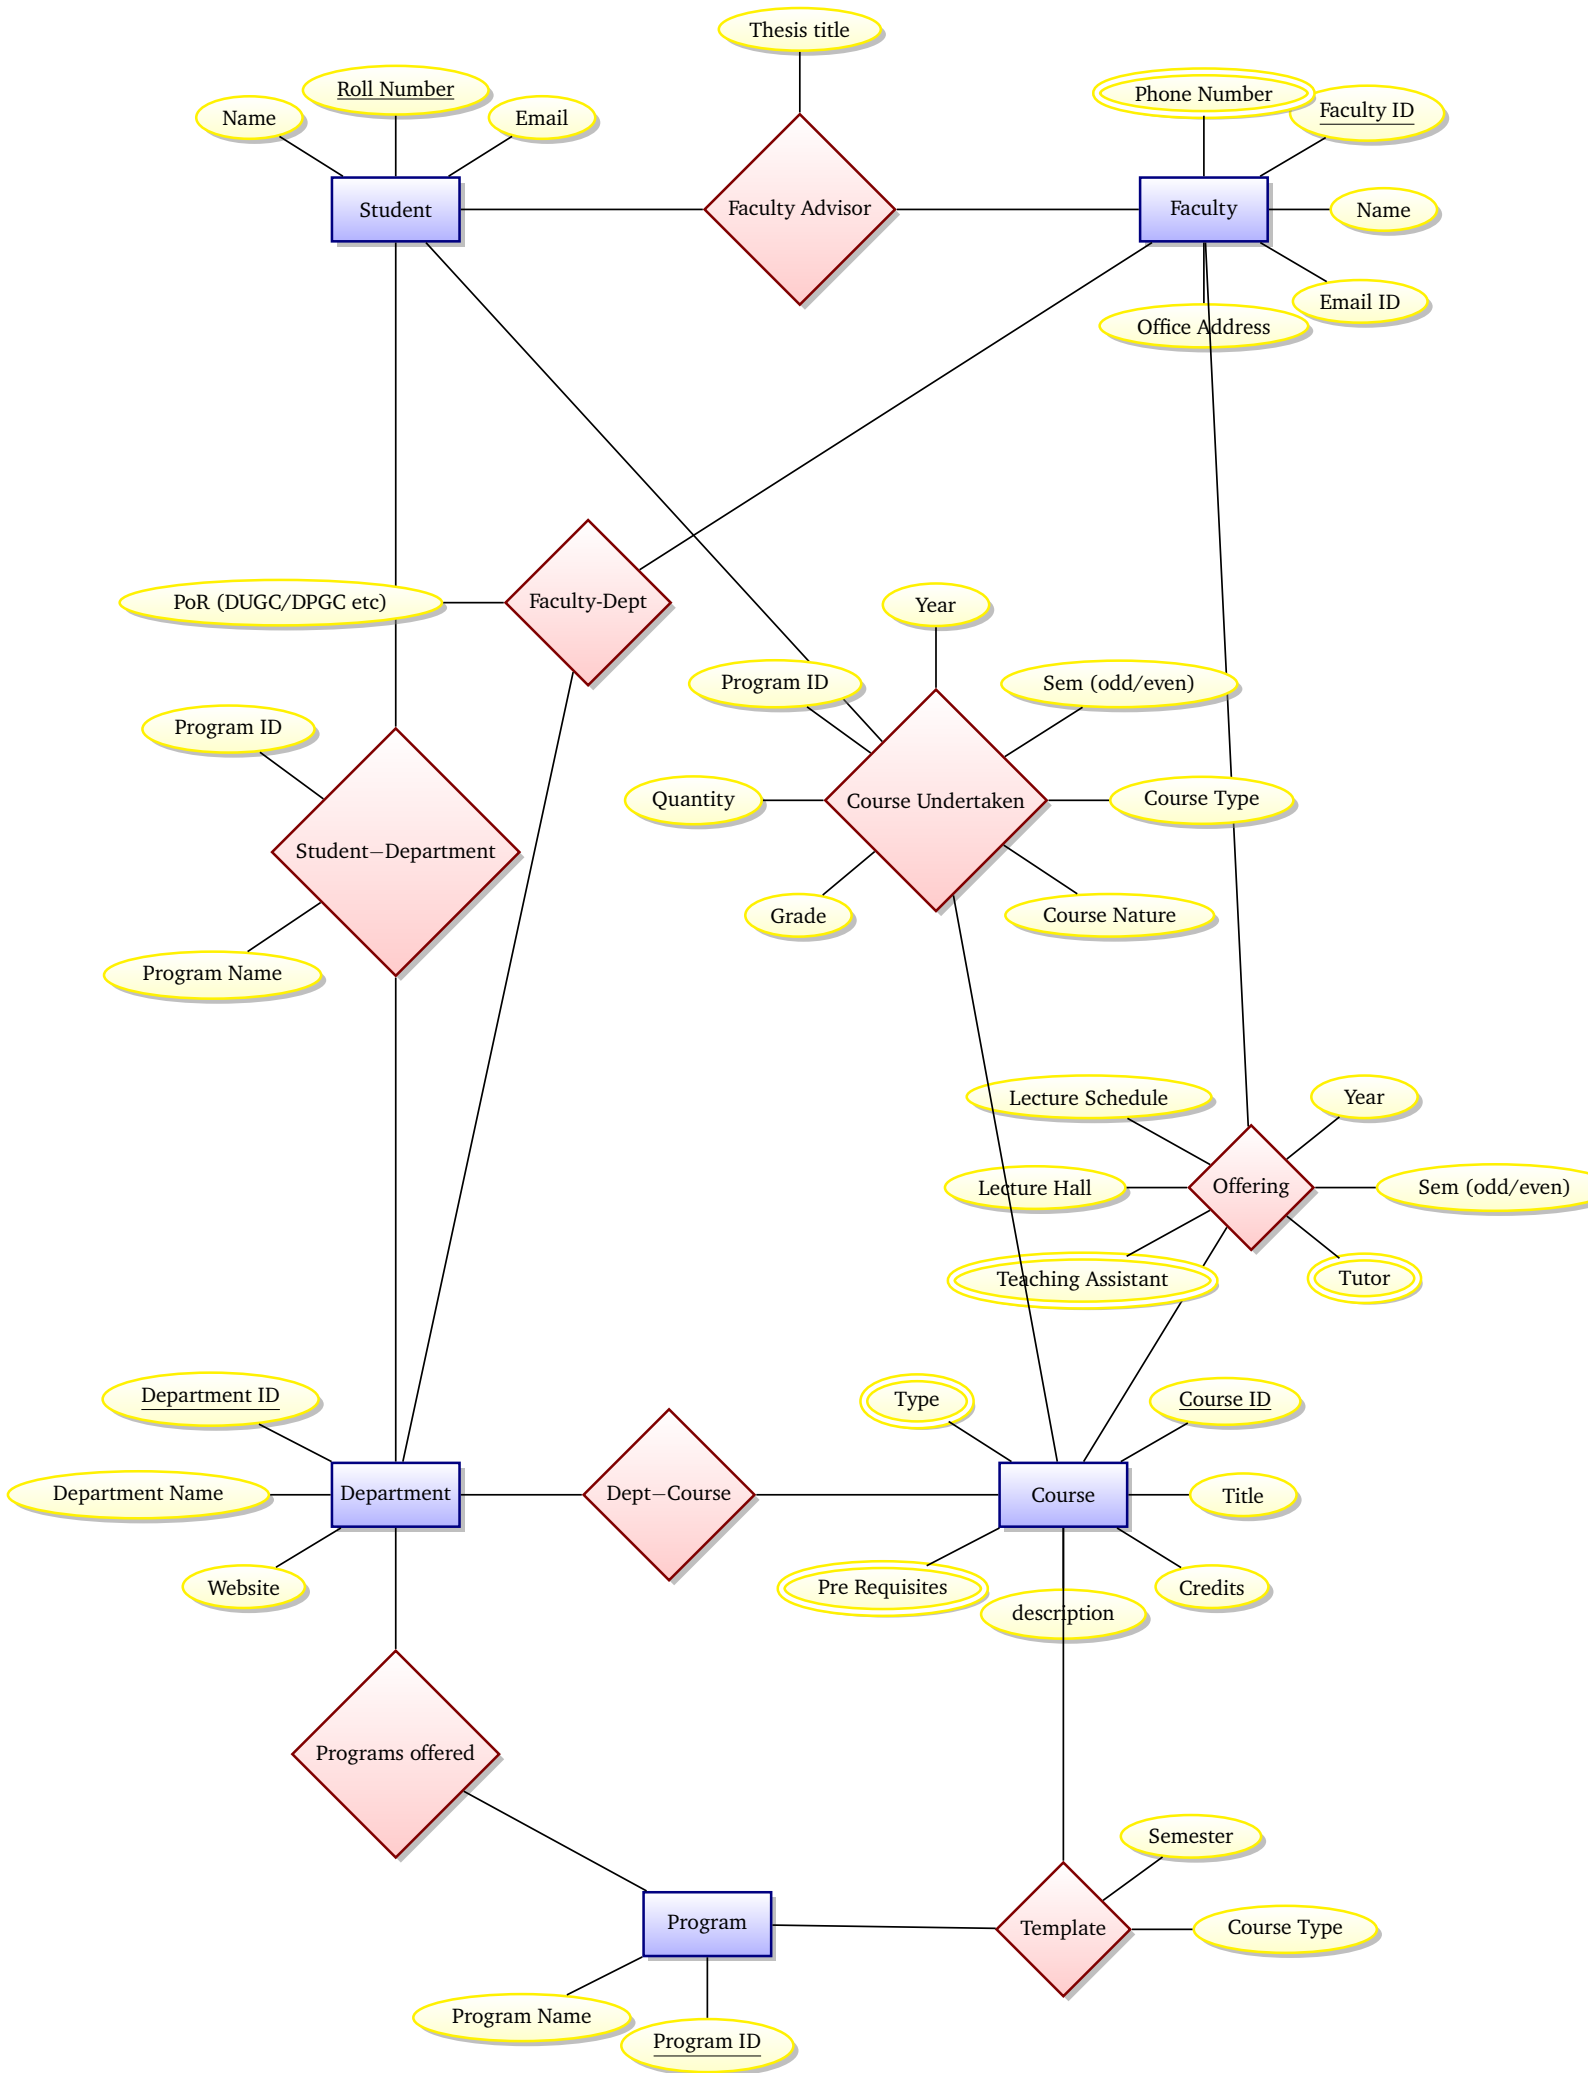 Thesis title
Roll Number
Phone Number
Faculty ID
Name
Email
Student
Faculty Advisor
Faculty
Name
Email ID
Office Address
PoR (DUGC/DPGC etc)
Faculty-Dept
Year
Program ID
Sem (odd/even)
Program ID
Quantity
Course Undertaken
Course Type
Student–Department
Grade
Course Nature
Program Name
Lecture Schedule
Year
Lecture Hall
Offering
Sem (odd/even)
Teaching Assistant
Tutor
Department ID
Type
Course ID
Department Name
Department
Dept–Course
Course
Title
Website
Pre Requisites
Credits
description
Programs offered
Semester
Program
Template
Course Type
Program Name
Program ID